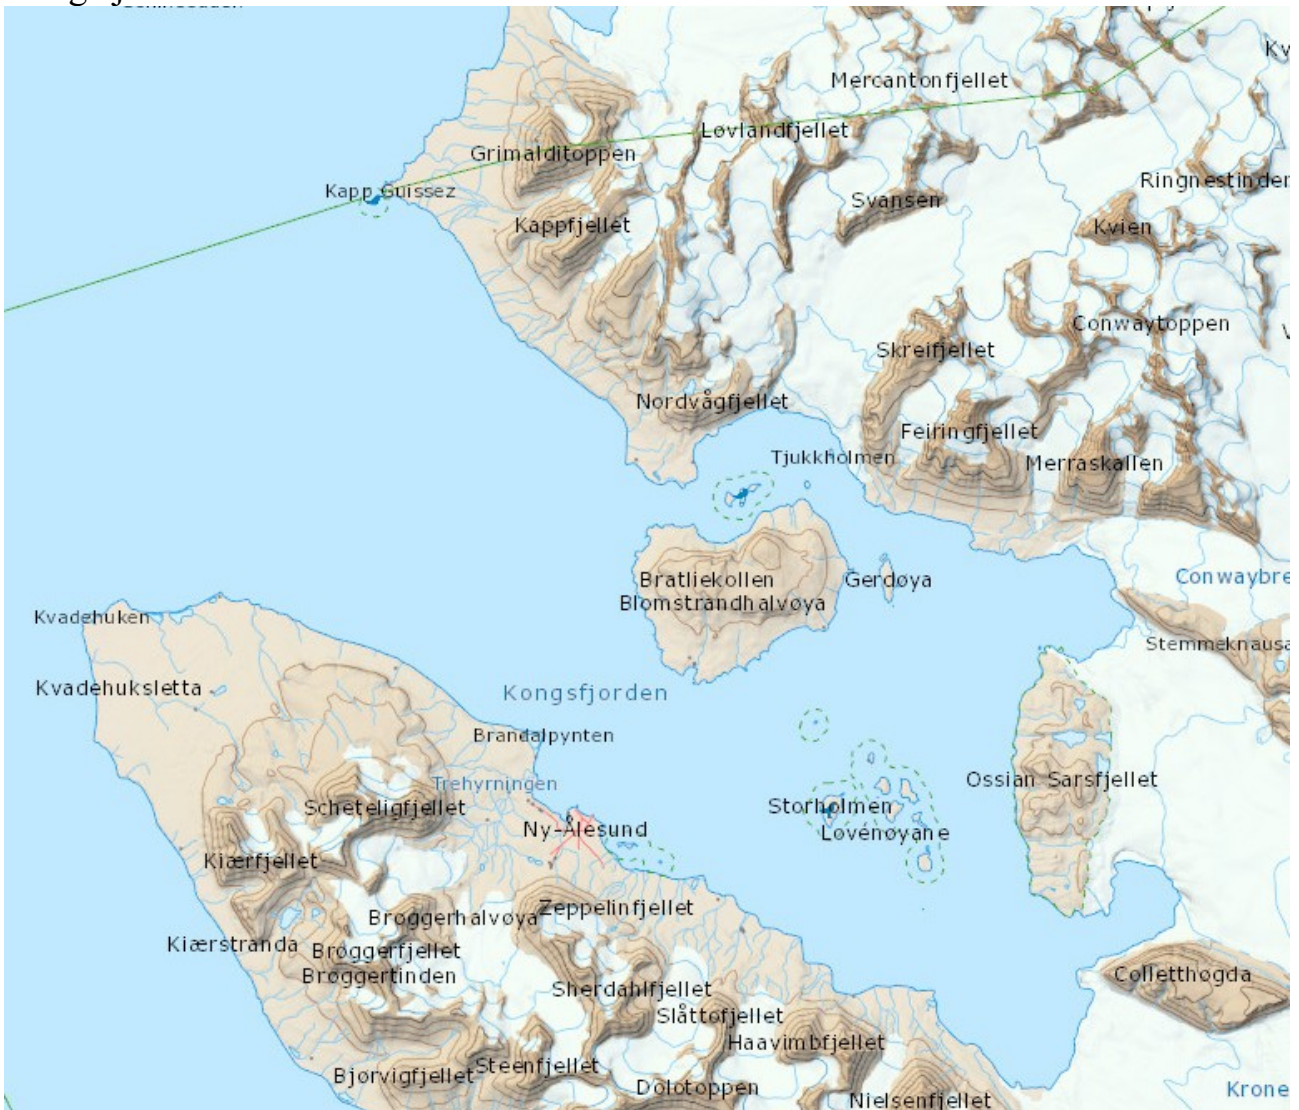 Mercantonfjellet
Løvlandfjellet
Grimalditoppen
Ringnestinden
Kapp Guissez
Svansen
Kappfjellet
Kvien
Conwaytoppen
Skreifjellet
Nordvågfjellet
Feiringfjellet
Tjukkholmen
Merraskallen
Bratliekollen
Gerdøya
Conwaybre
Blomstrandhalvøya
Kvadehuken
Stemmeknausa
Kvadehuksletta
Kongsfjorden
Brandalpynten
Trehyrningen
Ossian Sarsfjellet
Scheteligfjellet
Storholmen
Ny-Ålesund
Lovénøyane
Kiærfjellet
Zeppelinfjellet
Brøggerhalvøya
Kiærstranda
Brøggerfjellet
Brøggertinden
Colletthøgda
Sherdahlfjellet
Slåttofjellet
Haavimbfjellet
Steenfjellet
Bjørvigfjellet
Dolotoppen
Krone
Nielsenfjellet